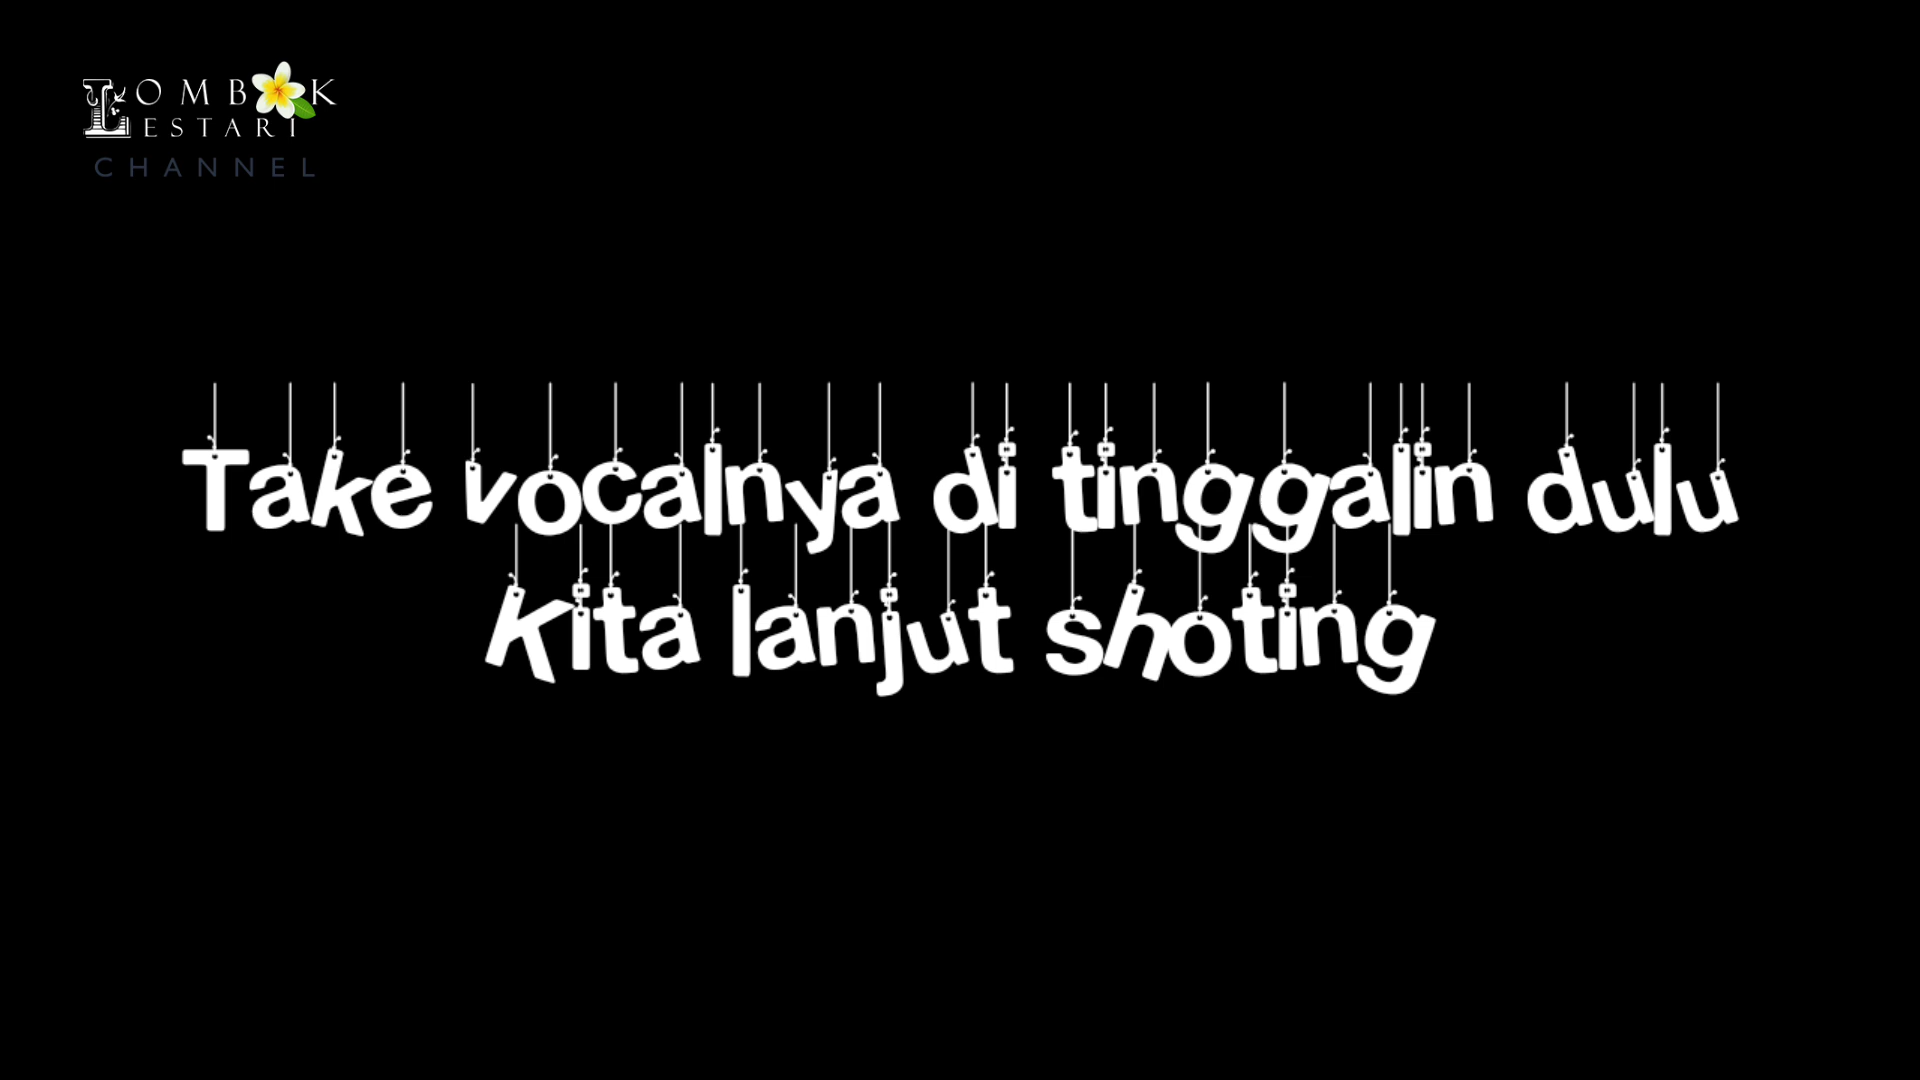 LOMBOK
LESTARI
CHANNEL
Take vocalnya di tinggalin dulu
Kita lanjut shoting